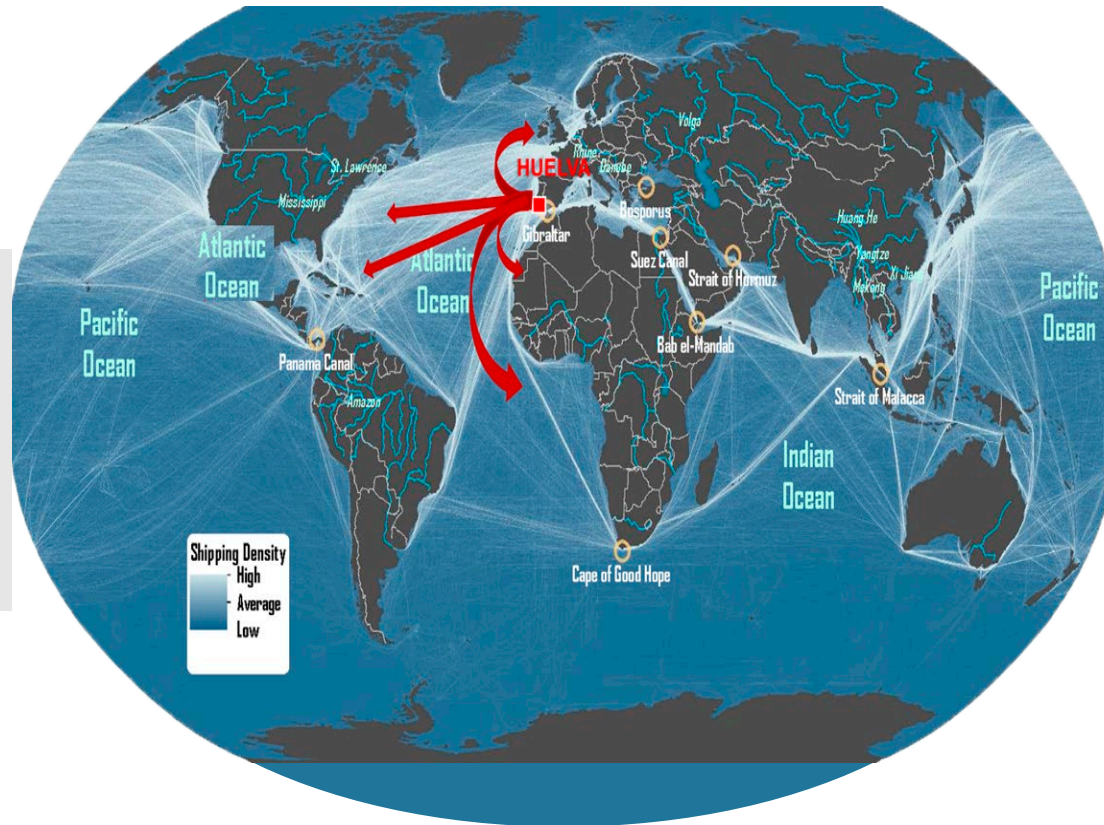 Volga
Rhine
HUELVA
Danube
St. Lawrence
Mississippi
Bosporus
Gibraltar
Huang He
Atlantic
Ocean
Atlantic
Ocean
Suez Canal
Strait of Hormuz
Yangtze
Xi Jiang
Mekong
Pacific
Ocean
Pacific
Ocean
Panama Canal
Bab el-Mandab
Amazon
Strait of Malacca
Indian
Ocean
Shipping Density
High
Average
Low
Cape of Good Hope